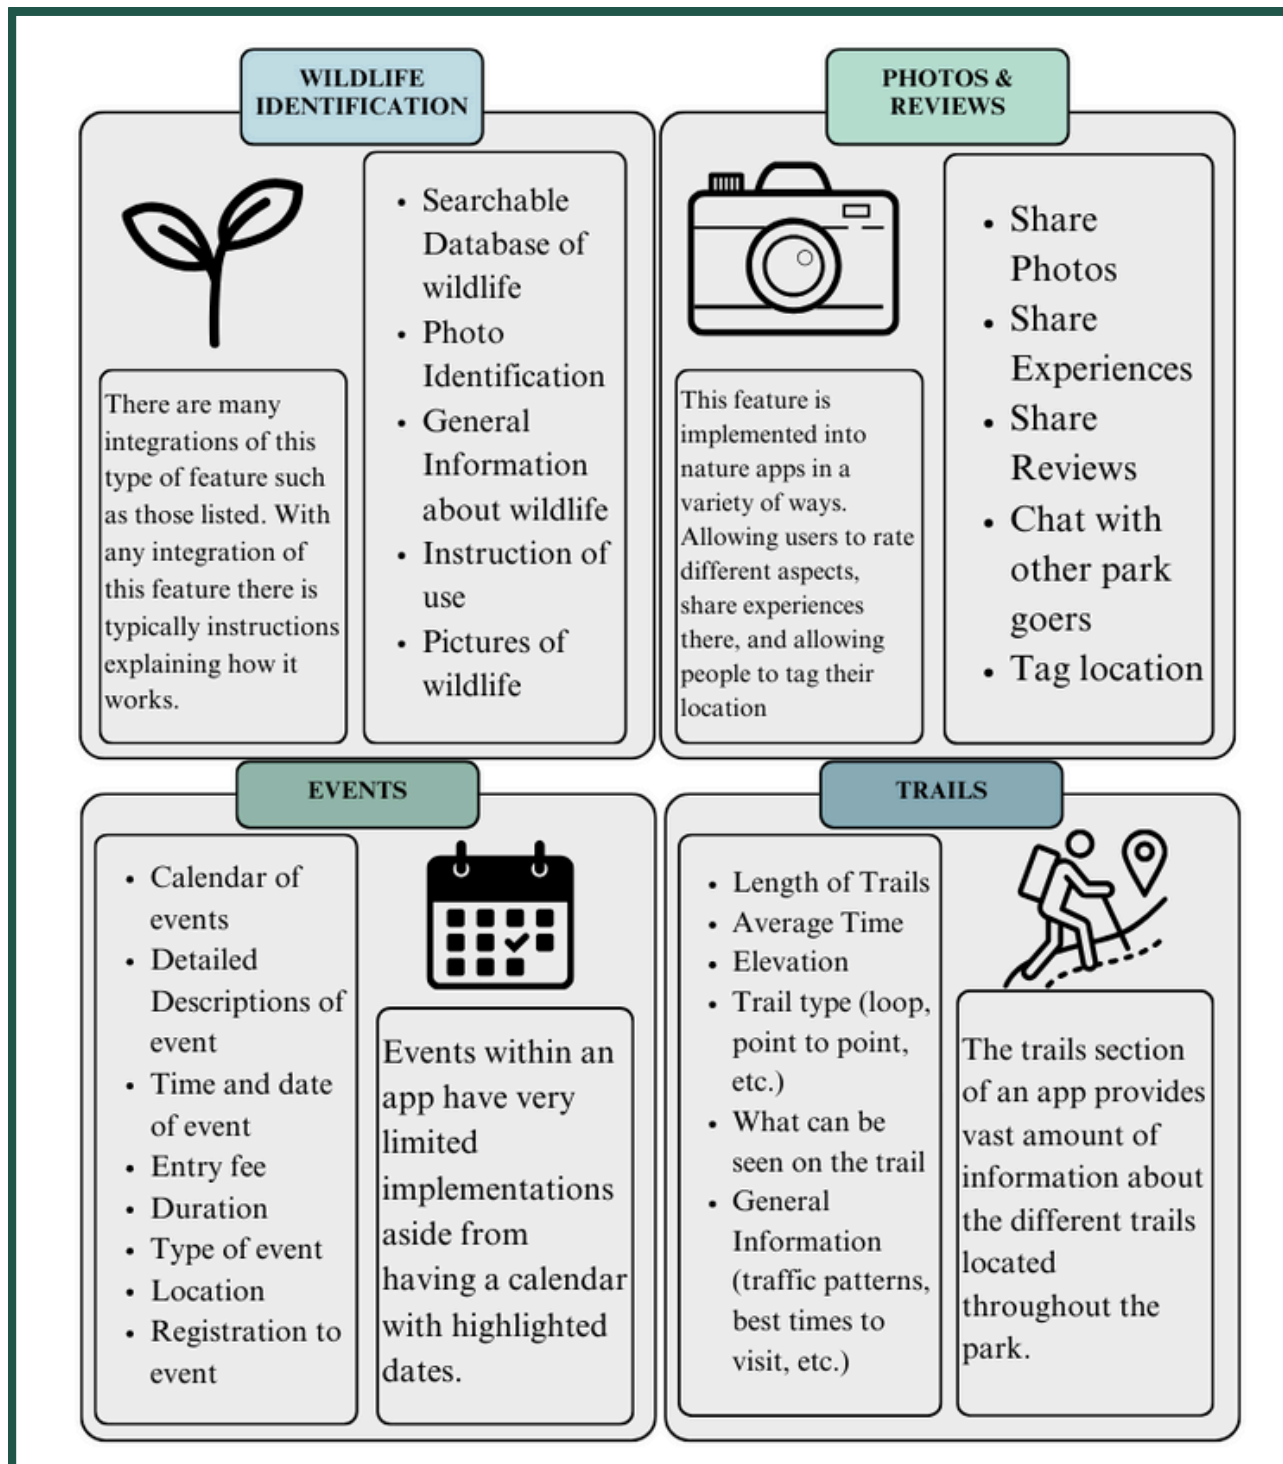 WILDLIFE
IDENTIFICATION
There are many
integrations of this
type of feature such
as those listed. With
any integration of
this feature there is
typically instructions
explaining how it
works.
• Searchable
Database of
wildlife
• Photo
Identification
• General
Information
about wildlife
• Instruction of
use
• Pictures of
wildlife
PHOTOS &
REVIEWS
This feature is
implemented into
nature apps in a
variety of ways.
Allowing users to rate
different aspects,
share experiences
there, and allowing
people to tag their
location
• Share
Photos
• Share
Experiences
• Share
Reviews
• Chat with
other park
goers
• Tag location
EVENTS
• Calendar of
events
• Detailed
Descriptions of
event
• Time and date
of event
• Entry fee
• Duration
• Type of event
• Location
• Registration to
event
Events within an
app have very
limited
implementations
aside from
having a calendar
with highlighted
dates.
TRAILS
• Length of Trails
• Average Time
• Elevation
• Trail type (loop,
point to point,
etc.)
• What can be
seen on the trail
• General
Information
(traffic patterns,
best times to
visit, etc.)
The trails section
of an app provides
vast amount of
information about
the different trails
located
throughout the
park.